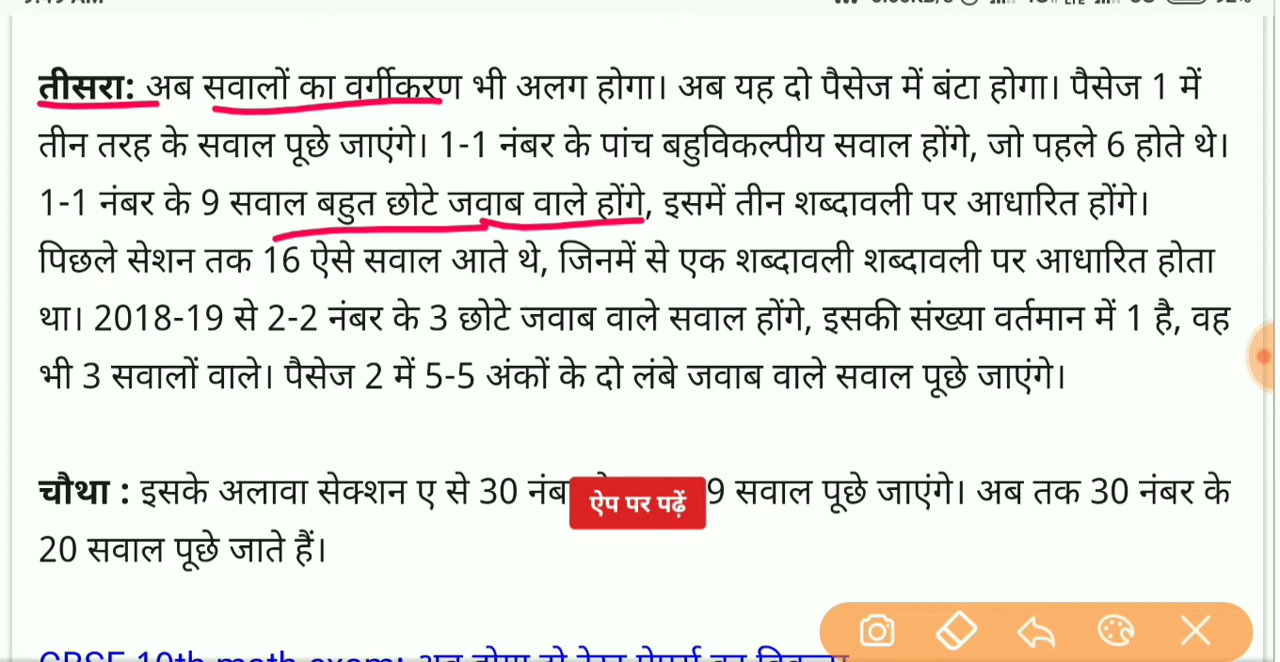 तीसरा: अब सवालों का वर्गीकरण भी अलग होगा। अब यह दो पैसेज में बंटा होगा। पैसेज 1 में
तीन तरह के सवाल पूछे जाएंगे। 1-1 नंबर के पांच बहुविकल्पीय सवाल होंगे, जो पहले 6 होते थे।
1-1 नंबर के 9 सवाल बहुत छोटे जवाब वाले होंगे, इसमें तीन शब्दावली पर आधारित होंगे।
पिछले सेशन तक 16 ऐसे सवाल आते थे, जिनमें से एक शब्दावली शब्दावली पर आधारित होता
था। 2018-19 से 2-2 नंबर के 3 छोटे जवाब वाले सवाल होंगे, इसकी संख्या वर्तमान में 1 है, वह
भी 3 सवालों वाले। पैसेज 2 में 5-5 अंकों के दो लंबे जवाब वाले सवाल पूछे जाएंगे।
चौथा : इसके अलावा सेक्शन ए से 30 9 सवाल पूछे जाएंगे। अब तक 30 नंबर के
ऐप पर पढ़ें
20 सवाल पूछे जाते हैं।
CBSE 10th math exam: